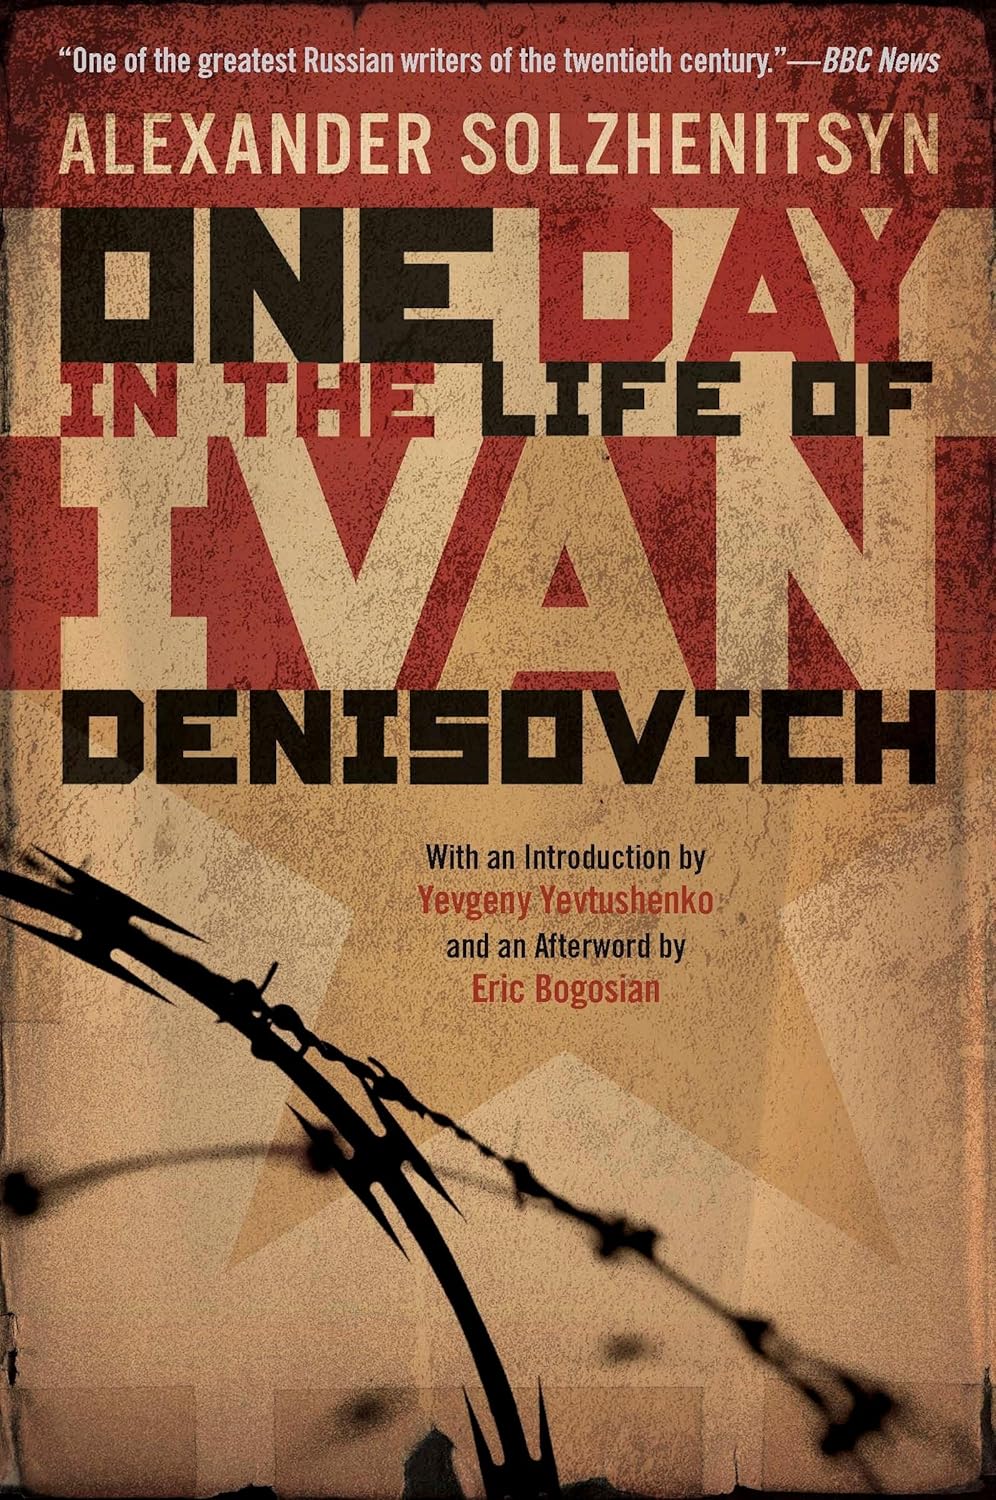 “One of the greatest Russian writers of the twentieth century.”—BBC News
ALEXANDER SOLZHENITSYN
ONE DAY
IN THE LIFE OF
IVAN
DENISOVICH
With an Introduction by
Yevgeny Yevtushenko
and an Afterword by
Eric Bogosian